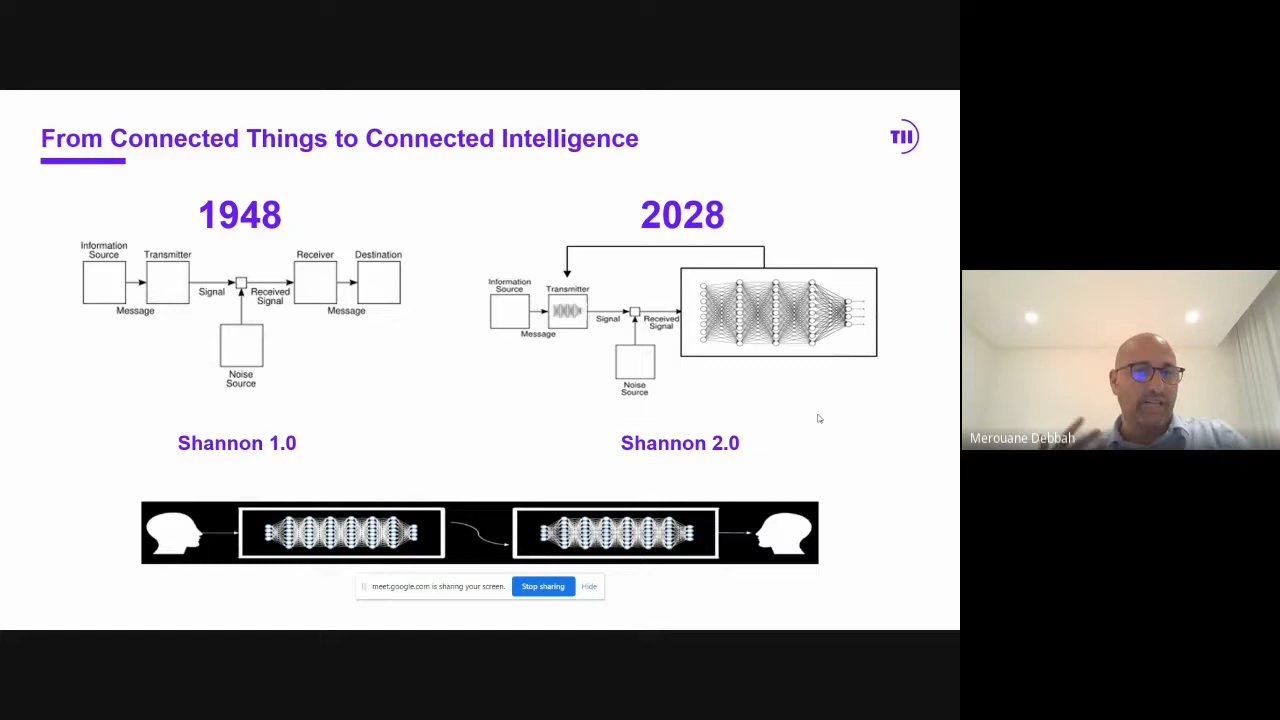 From Connected Things to Connected Intelligence
TII
1948
Information
Source
Transmitter
Receiver
Destination
Signal
Received
Signal
Message
Message
Noise
Source
Shannon 1.0
2028
Information
Source
Transmitter
Signal
Received
Signal
Message
Noise
Source
Shannon 2.0
meet.google.com is sharing your screen.
Stop sharing
Hide
Merouane Debbah